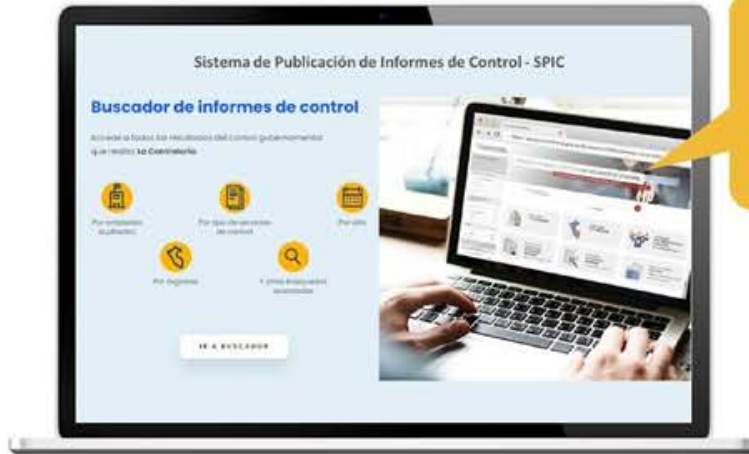 Sistema de Publicación de Informes de Control - SPIC
Buscador de informes de control
Accede a todos los resultados del control gubernamental
que realiza La Contraloría
Por entidades
auditadas
Por tipo de servicios
de control
Por año
Por regiones
Y otras búsquedas
avanzadas
IR A BUSCADOR